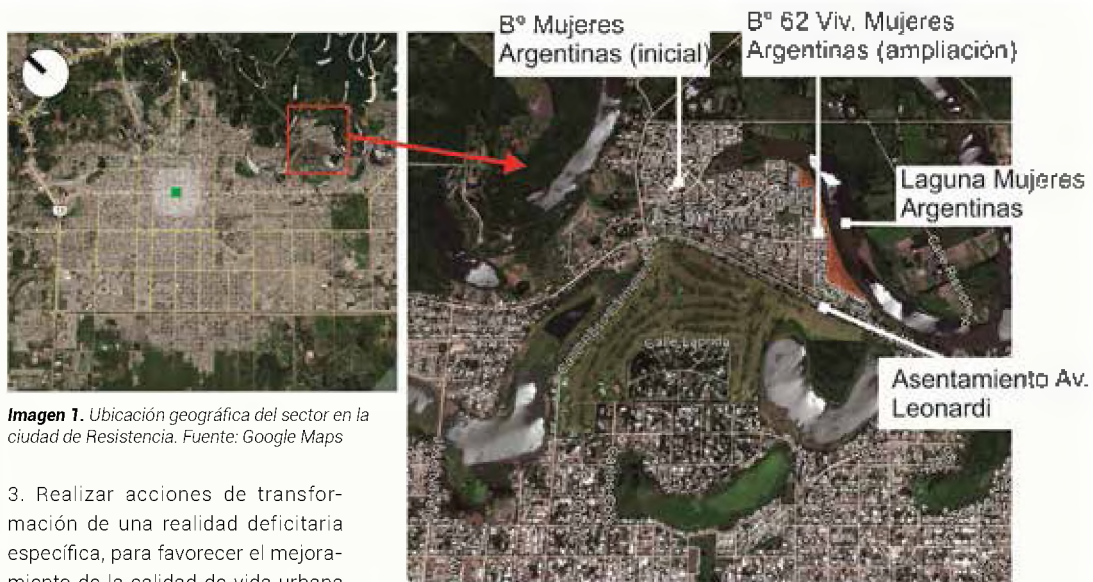 Bº Mujeres
Argentinas (inicial)
Bº 62 Viv. Mujeres
Argentinas (ampliación)
Laguna Mujeres
Argentinas
Calle Laprida
Asentamiento Av.
Leonardi
Imagen 1. Ubicación geográfica del sector en la
ciudad de Resistencia. Fuente: Google Maps
3. Realizar acciones de transfor-
mación de una realidad deficitaria
específica, para favorecer el mejora-
miento de la calidad de vida urbana